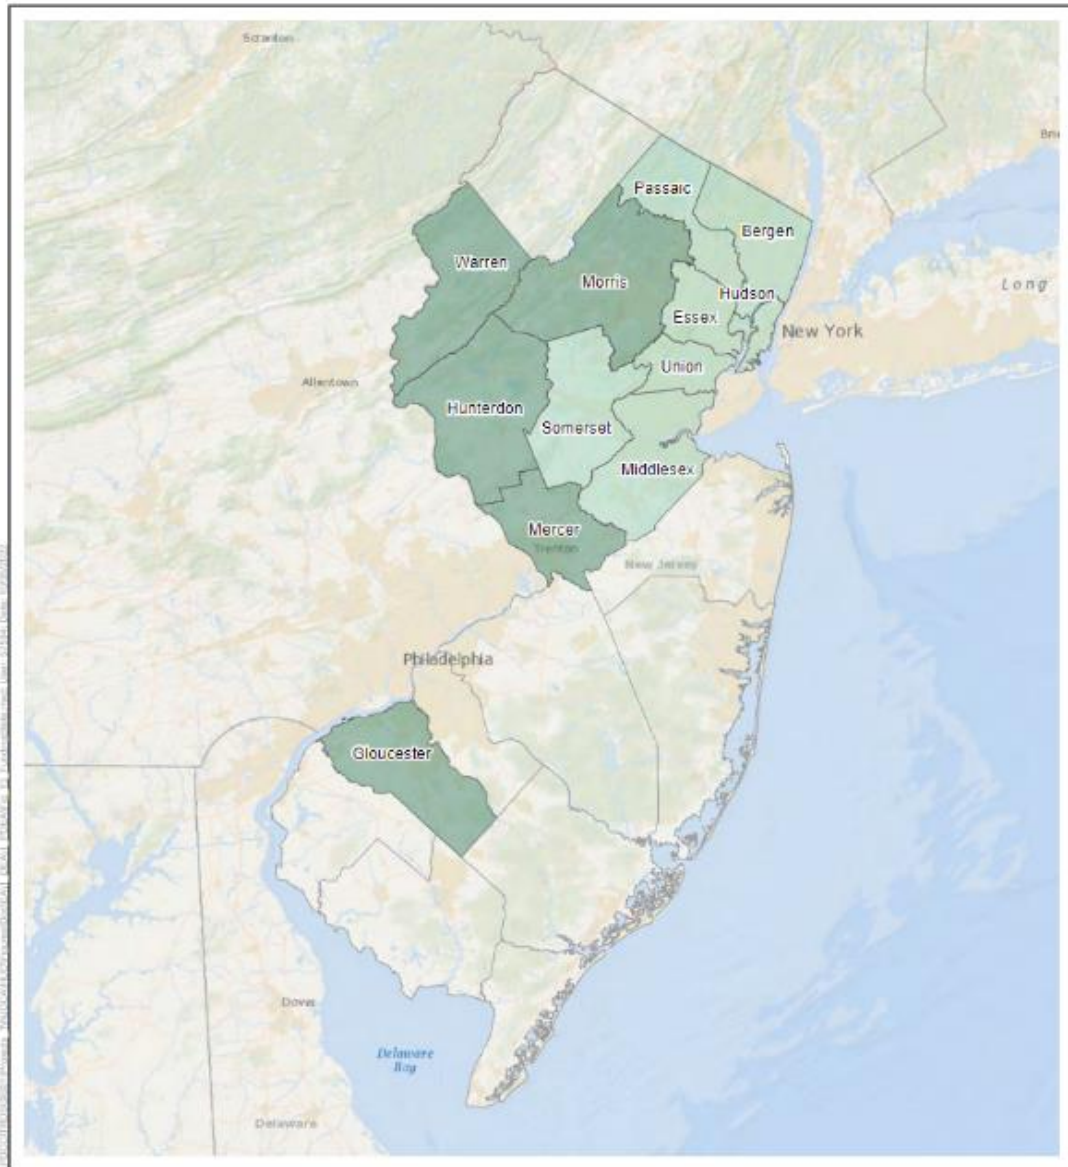 Scranton
Passaic
Bergen
Warren
Morris
Hudson
Long
Essex
New York
Union
Allentown
Hunterdon
Somerset
Middlesex
Mercer
Trenton
New Jersey
Philadelphia
Gloucester
Dover
Delaware
Bay
Delaware